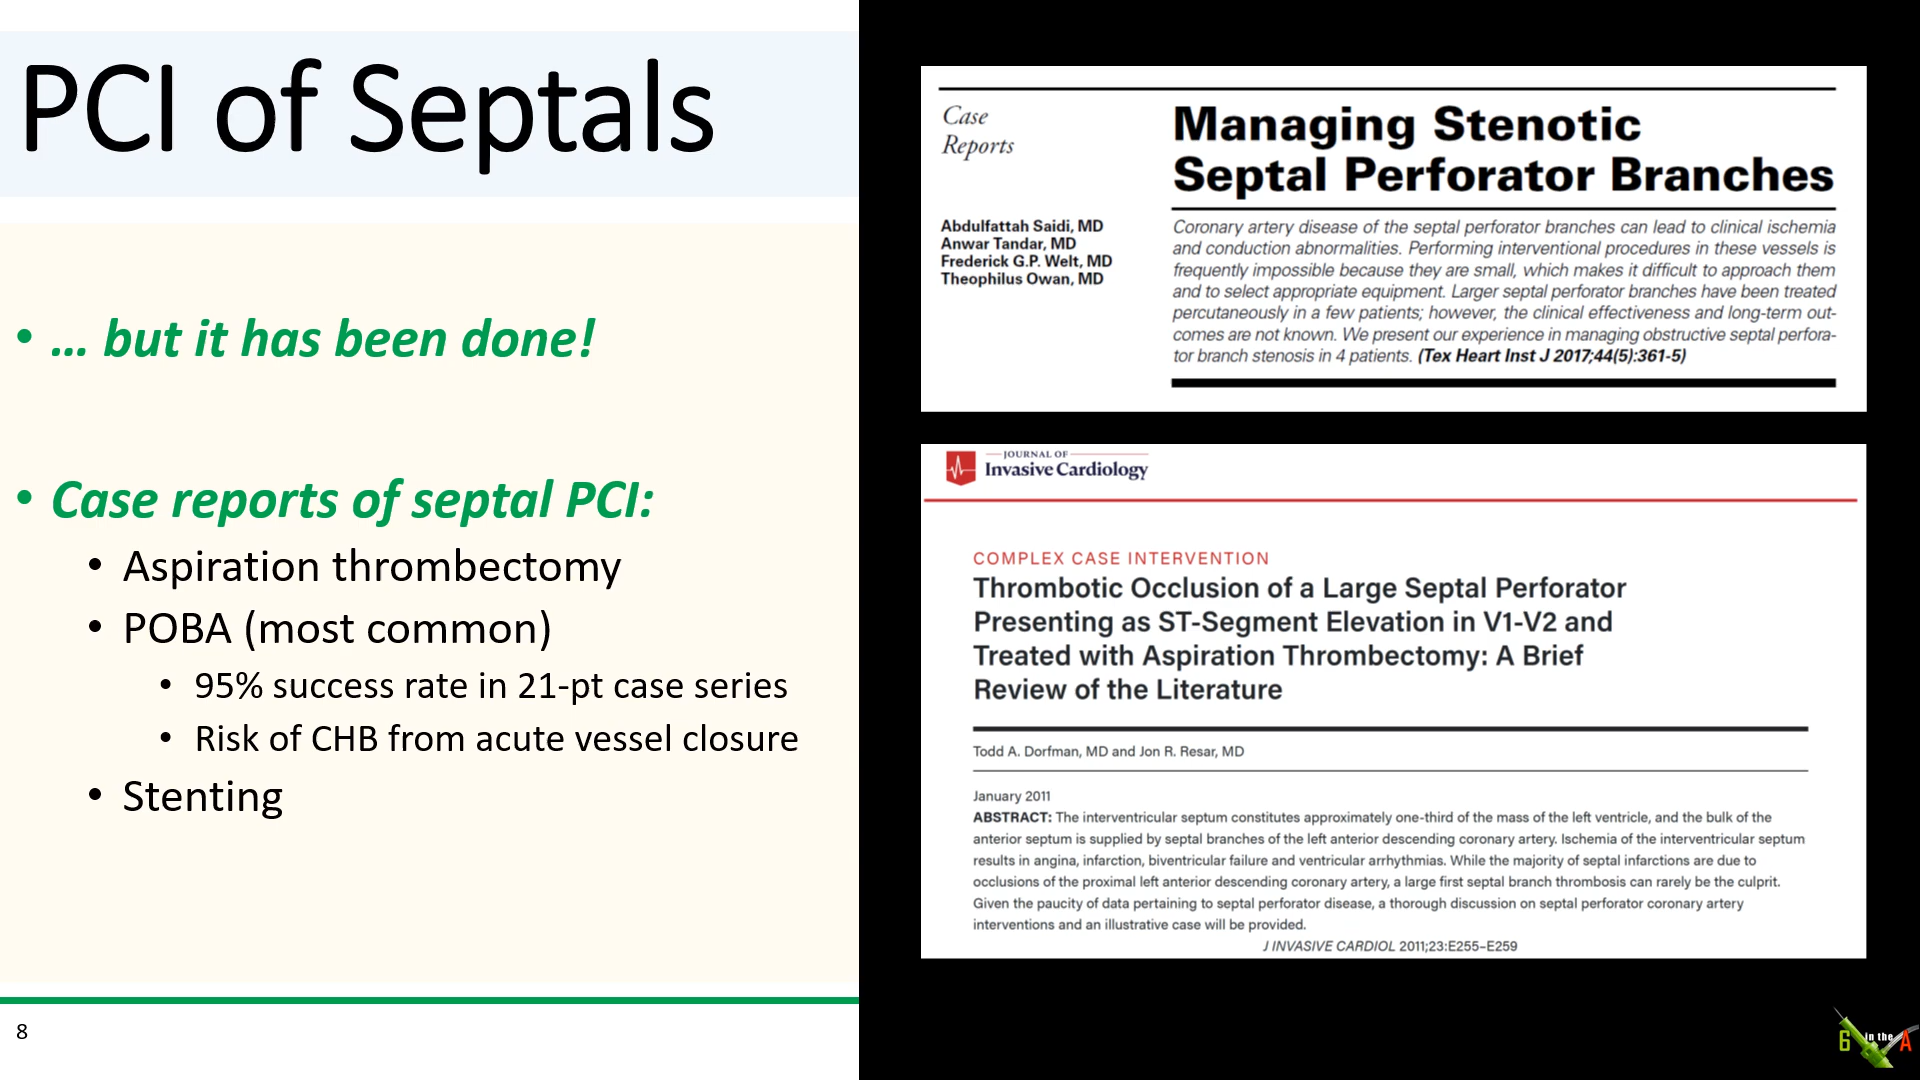 PCI of Septals
• … but it has been done!
• Case reports of septal PCI:
• Aspiration thrombectomy
• POBA (most common)
• 95% success rate in 21-pt case series
• Risk of CHB from acute vessel closure
• Stenting
8
Case
Reports
Managing Stenotic
Septal Perforator Branches
Abdulfattah Saidi, MD
Anwar Tandar, MD
Frederick G.P. Welt, MD
Theophilus Owan, MD
Coronary artery disease of the septal perforator branches can lead to clinical ischemia
and conduction abnormalities. Performing interventional procedures in these vessels is
frequently impossible because they are small, which makes it difficult to approach them
and to select appropriate equipment. Larger septal perforator branches have been treated
percutaneously in a few patients; however, the clinical effectiveness and long-term out-
comes are not known. We present our experience in managing obstructive septal perfora-
tor branch stenosis in 4 patients. (Tex Heart Inst J 2017;44(5):361-5)
JOURNAL OF
Invasive Cardiology
COMPLEX CASE INTERVENTION
Thrombotic Occlusion of a Large Septal Perforator
Presenting as ST-Segment Elevation in V1-V2 and
Treated with Aspiration Thrombectomy: A Brief
Review of the Literature
Todd A. Dorfman, MD and Jon R. Resar, MD
January 2011
ABSTRACT: The interventricular septum constitutes approximately one-third of the mass of the left ventricle, and the bulk of the
anterior septum is supplied by septal branches of the left anterior descending coronary artery. Ischemia of the interventricular septum
results in angina, infarction, biventricular failure and ventricular arrhythmias. While the majority of septal infarctions are due to
occlusions of the proximal left anterior descending coronary artery, a large first septal branch thrombosis can rarely be the culprit.
Given the paucity of data pertaining to septal perforator disease, a thorough discussion on septal perforator coronary artery
interventions and an illustrative case will be provided.
J INVASIVE CARDIOL 2011;23:E255–E259
6 in the A